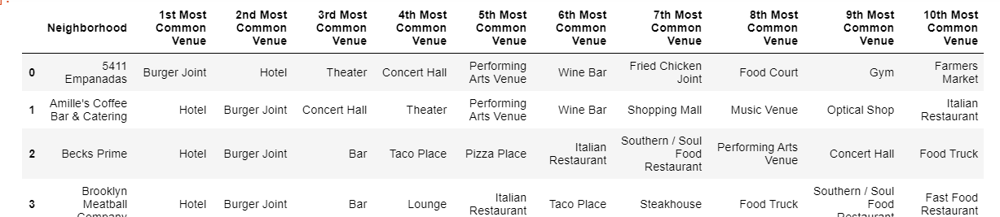 Neighborhood 1st Most Common Venue 2nd Most Common Venue 3rd Most Common Venue 4th Most Common Venue 5th Most Common Venue 6th Most Common Venue 7th Most Common Venue 8th Most Common Venue 9th Most Common Venue 10th Most Common Venue
0 5411 Empanadas Burger Joint Hotel Theater Concert Hall Performing Arts Venue Wine Bar Fried Chicken Joint Food Court Gym Farmers Market
1 Amille's Coffee Bar & Catering Hotel Burger Joint Concert Hall Theater Performing Arts Venue Wine Bar Shopping Mall Music Venue Optical Shop Italian Restaurant
2 Becks Prime Hotel Burger Joint Bar Taco Place Pizza Place Italian Restaurant Southern / Soul Food Restaurant Performing Arts Venue Concert Hall Food Truck
3 Brooklyn Meatball Company Hotel Burger Joint Bar Lounge Italian Restaurant Taco Place Steakhouse Food Truck Southern / Soul Food Restaurant Fast Food Restaurant